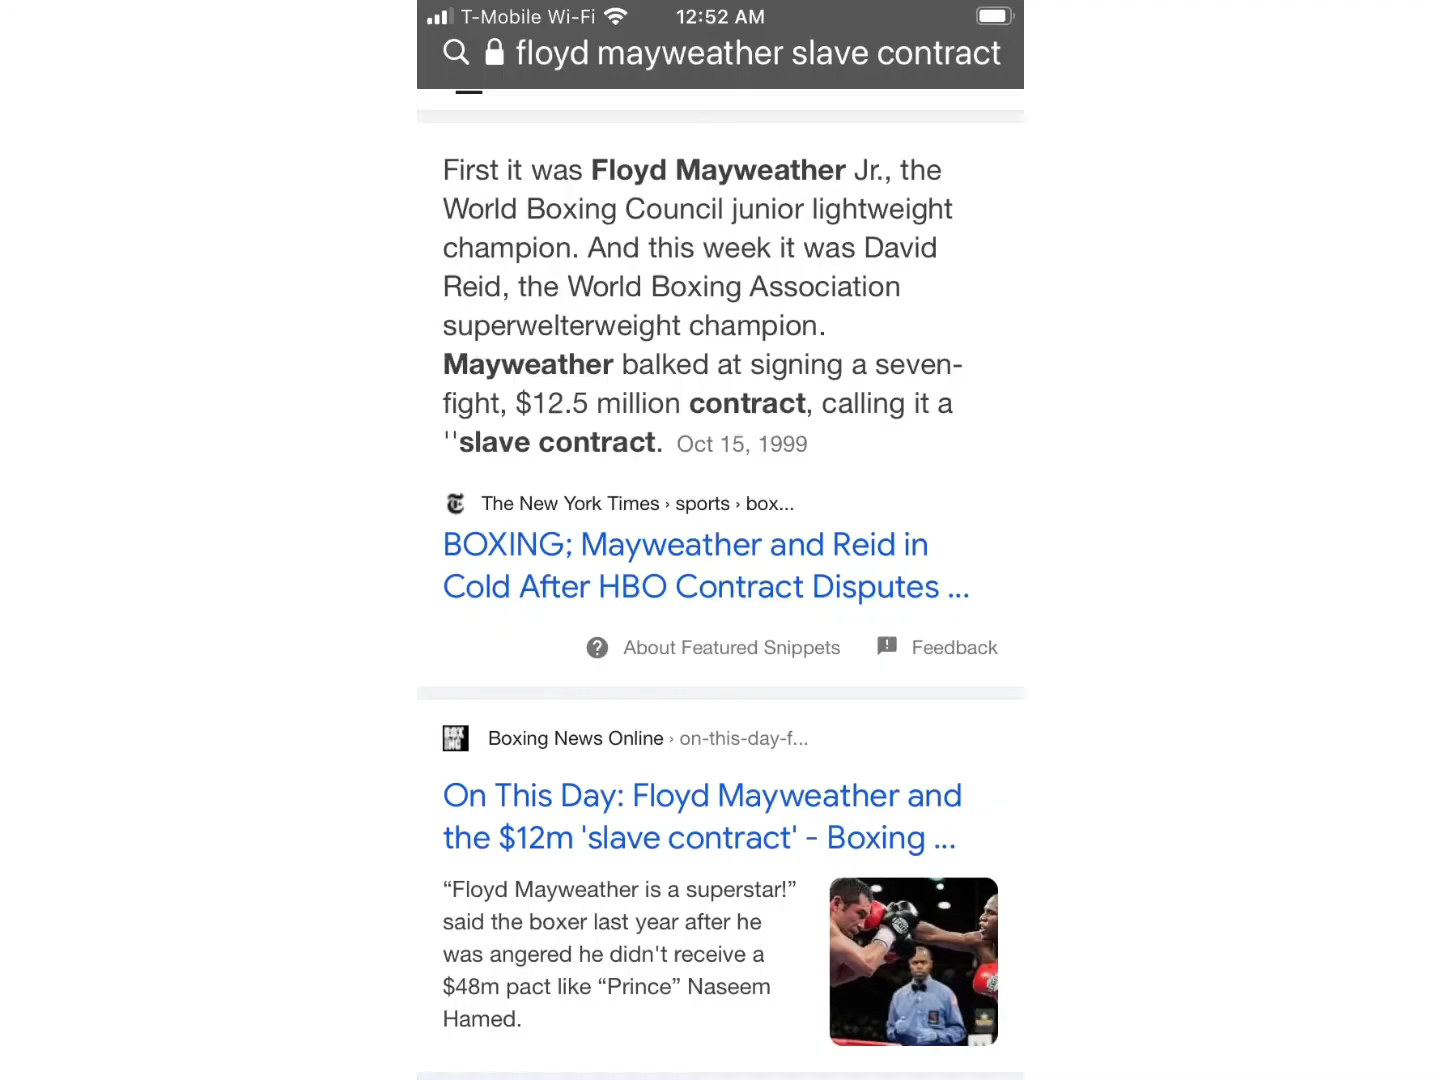 T-Mobile Wi-Fi 12:52 AM
floyd mayweather slave contract
First it was Floyd Mayweather Jr., the
World Boxing Council junior lightweight
champion. And this week it was David
Reid, the World Boxing Association
superwelterweight champion.
Mayweather balked at signing a seven-
fight, $12.5 million contract, calling it a
''slave contract. Oct 15, 1999
The New York Times › sports › box...
BOXING; Mayweather and Reid in
Cold After HBO Contract Disputes ...
About Featured Snippets Feedback
BOX
ING
Boxing News Online › on-this-day-f...
On This Day: Floyd Mayweather and
the $12m 'slave contract' - Boxing ...
“Floyd Mayweather is a superstar!”
said the boxer last year after he
was angered he didn't receive a
$48m pact like “Prince” Naseem
Hamed.